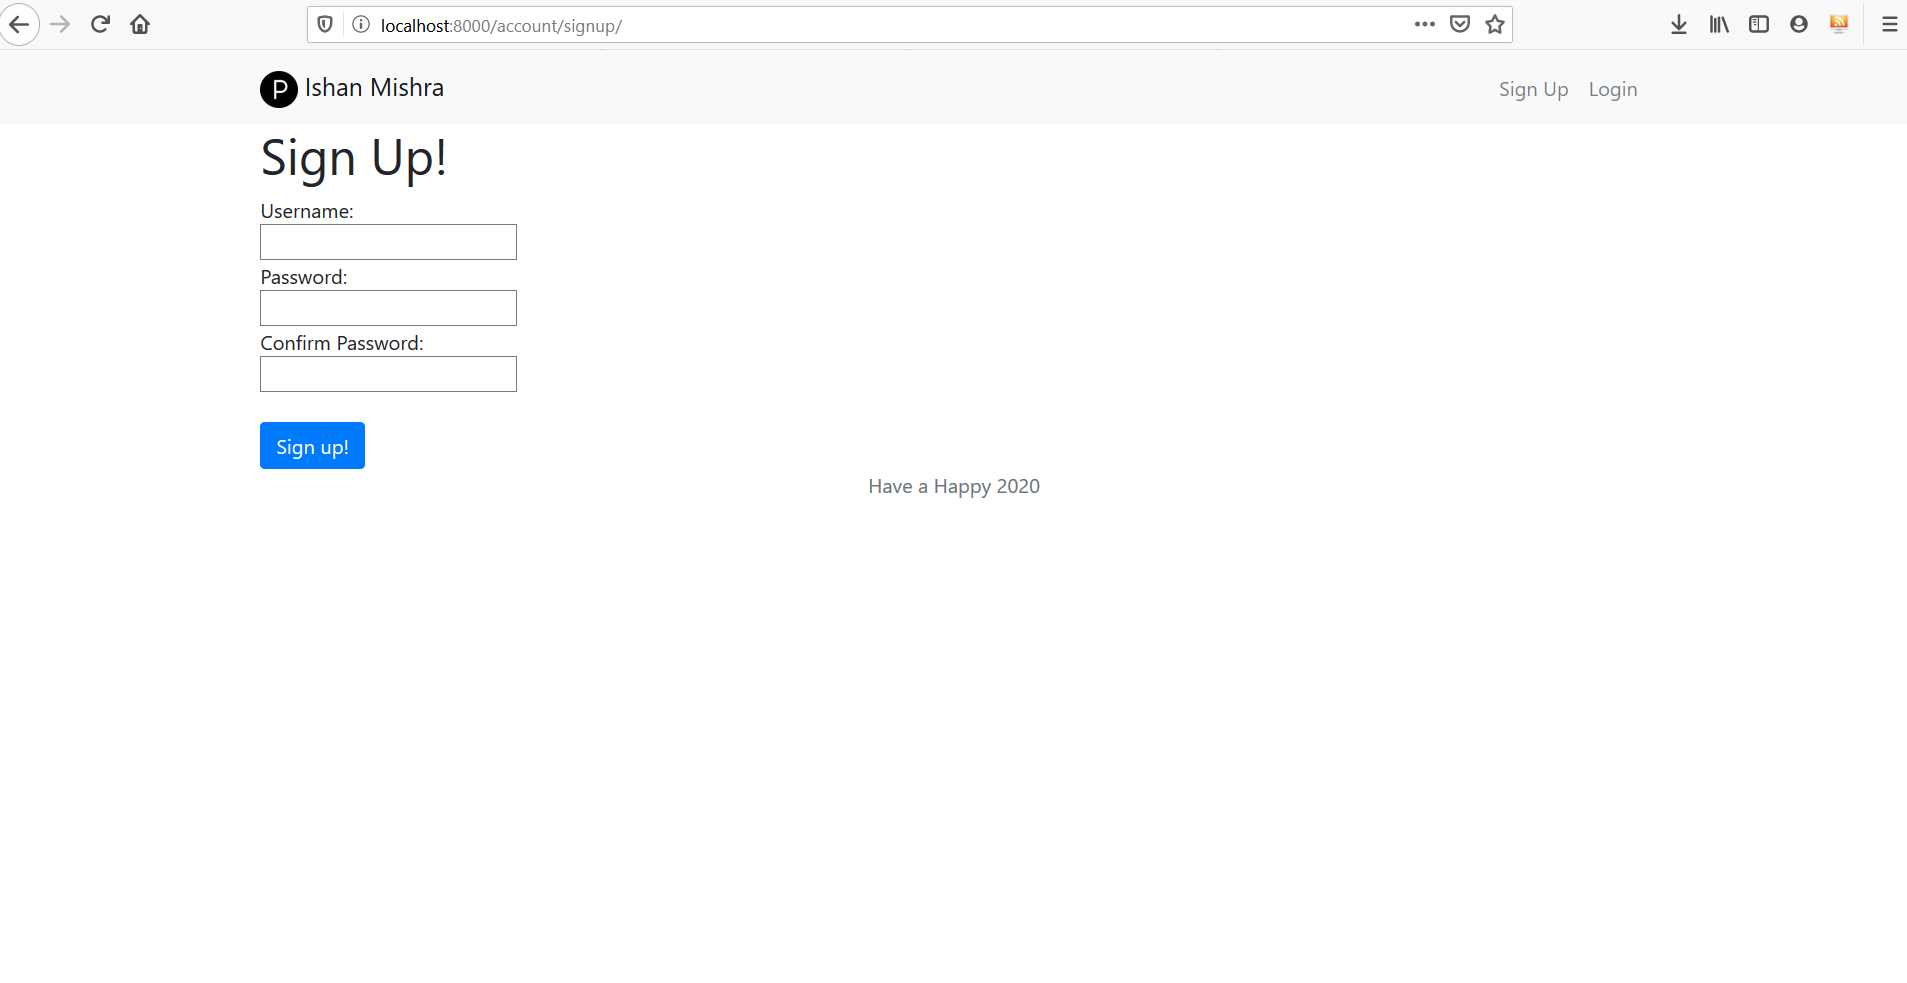 localhost:8000/account/signup/
P Ishan Mishra
Sign Up Login
Sign Up!
Username:
Password:
Confirm Password:
Sign up!
Have a Happy 2020